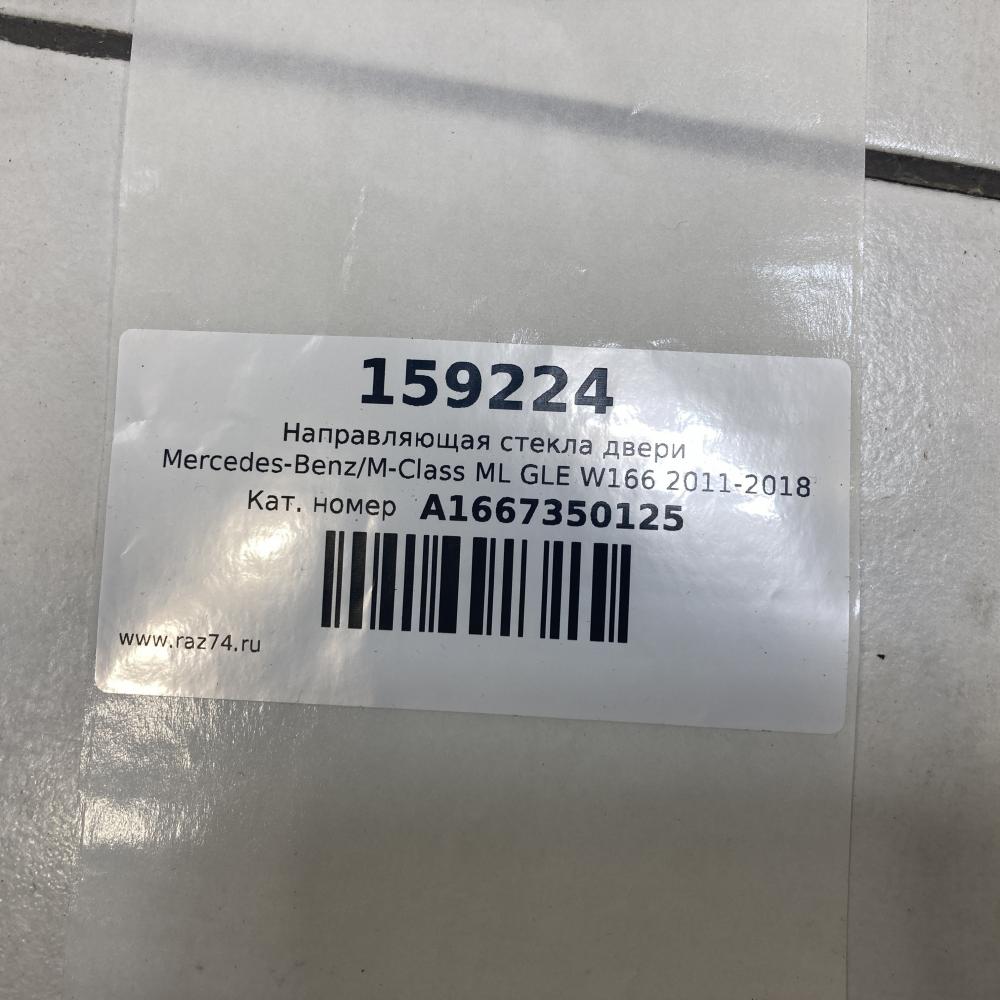 159224
Направляющая стекла двери
Mercedes-Benz/M-Class ML GLE W166 2011-2018
Кат. номер A1667350125
www.raz74.ru